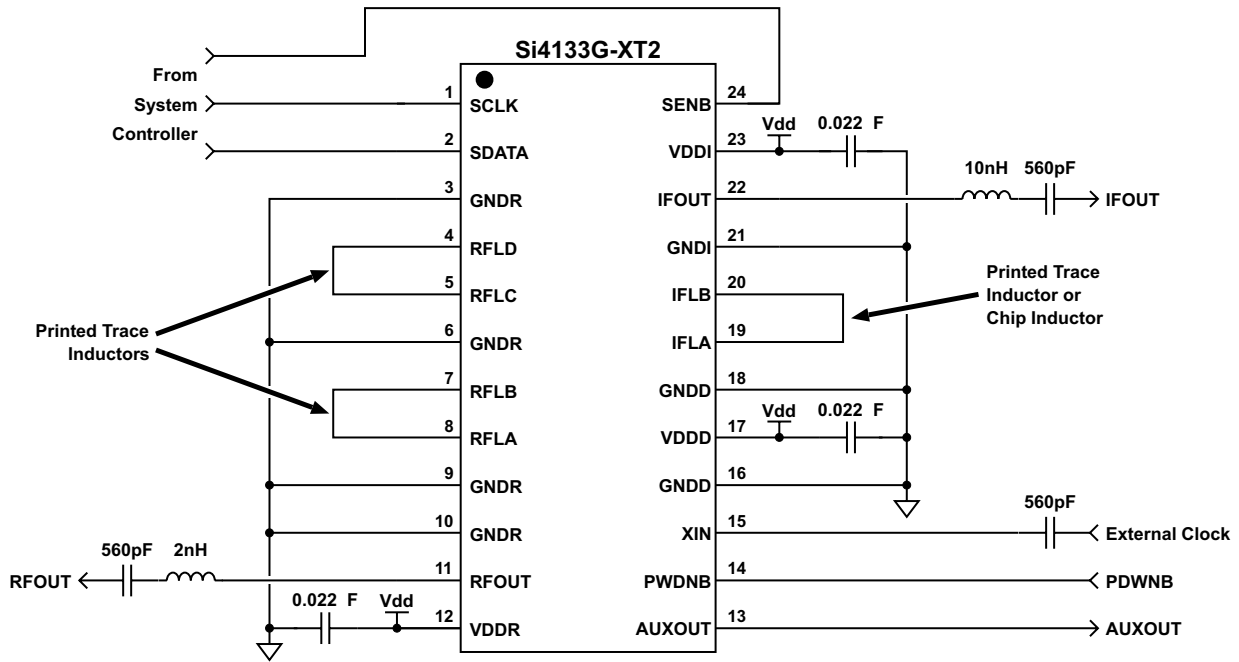 Si4133G-XT2
From
System
Controller
1
SCLK
2
SDATA
3
GNDR
4
RFLD
5
RFLC
6
GNDR
7
RFLB
8
RFLA
9
GNDR
10
GNDR
11
RFOUT
12
VDDR
24
SENB
23
VDDI
22
IFOUT
21
GNDI
20
IFLB
19
IFLA
18
GNDD
17
VDDD
16
GNDD
15
XIN
14
PWDNB
13
AUXOUT
Printed Trace
Inductors
560pF 2nH
RFOUT
0.022 F Vdd
Vdd 0.022 F
10nH 560pF
IFOUT
Printed Trace
Inductor or
Chip Inductor
Vdd 0.022 F
560pF
External Clock
PDWNB
AUXOUT